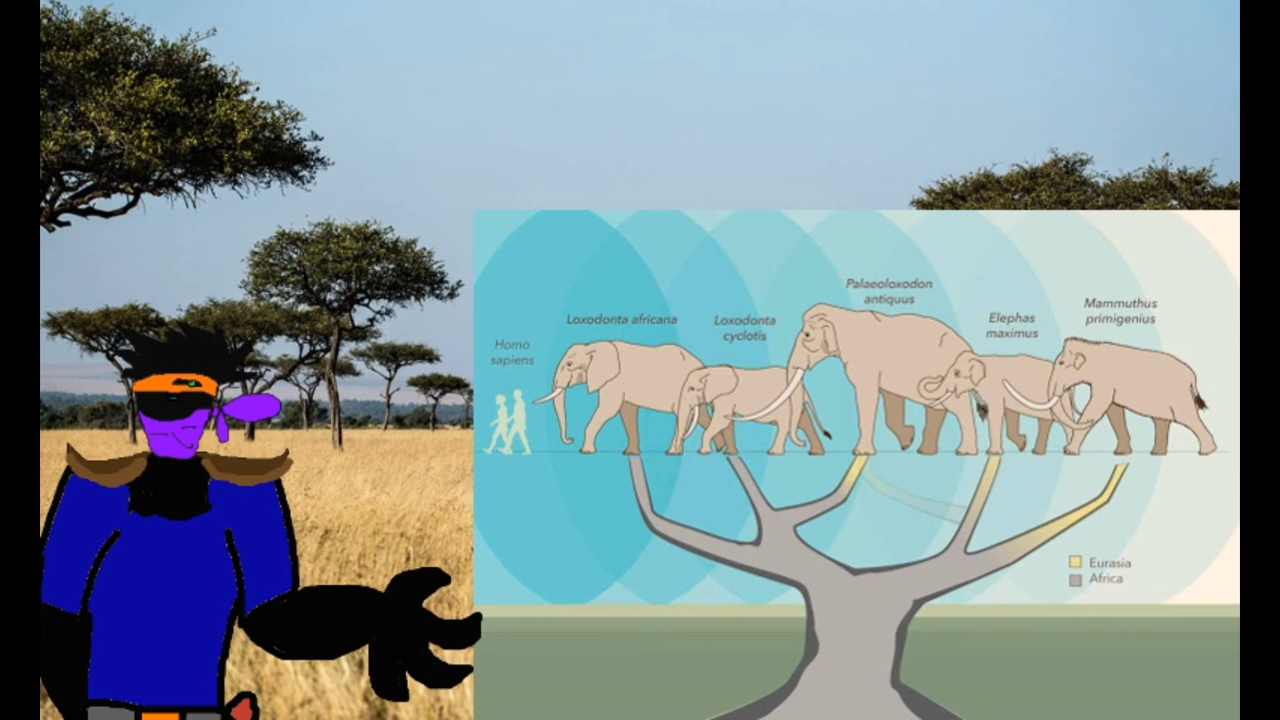 Homo
sapiens
Loxodonta africana
Loxodonta
cyclotis
Palaeoloxodon
antiquus
Elephas
maximus
Mammuthus
primigenius
Eurasia
Africa